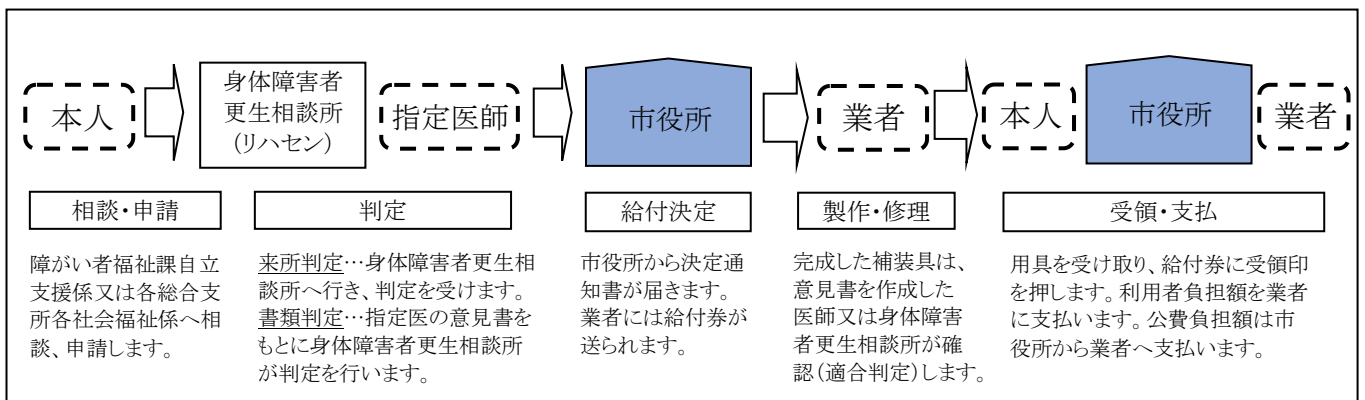 本人
身体障害者
更生相談所
(リハセン)
指定医師
市役所
業者
本人
市役所
業者
相談・申請
障がい者福祉課自立
支援係又は各総合支
所各社会福祉係へ相
談、申請します。
判定
来所判定…身体障害者更生相
談所へ行き、判定を受けます。
書類判定…指定医の意見書を
もとに身体障害者更生相談所
が判定を行います。
給付決定
市役所から決定通
知書が届きます。
業者には給付券が
送られます。
製作・修理
完成した補装具は、
意見書を作成した
医師又は身体障害
者更生相談所が確
認(適合判定)します。
受領・支払
用具を受け取り、給付券に受領印
を押します。利用者負担額を業者
に支払います。公費負担額は市
役所から業者へ支払います。